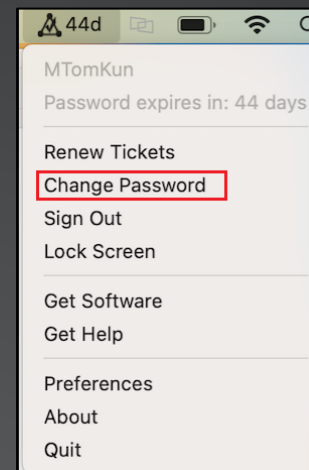 44d
MTomKun
Password expires in: 44 days
Renew Tickets
Change Password
Sign Out
Lock Screen
Get Software
Get Help
Preferences
About
Quit